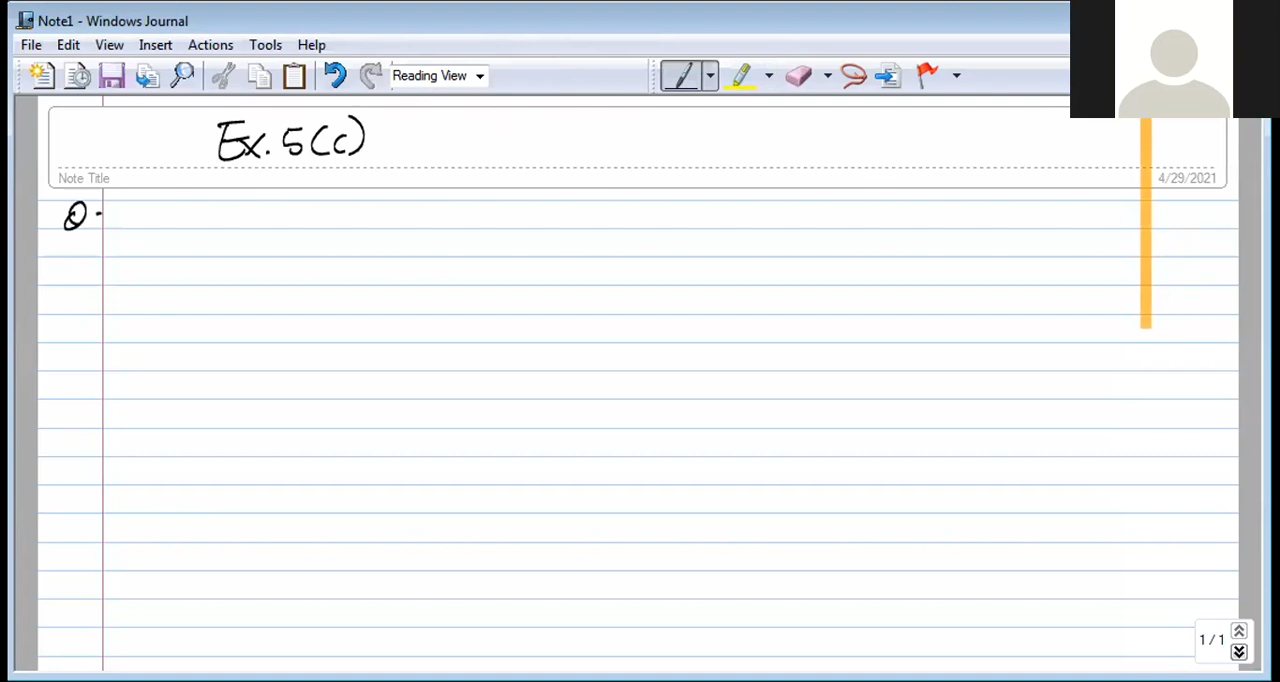 Note1 - Windows Journal
File Edit View Insert Actions Tools Help
Reading View
Ex. 5(c)
Note Title
4/29/2021
Q.
1 / 1